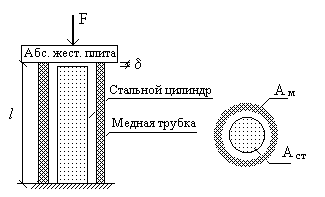 F
Абс. жест. плита
δ
Стальной цилиндр
l
Медная трубка
А м
А ст